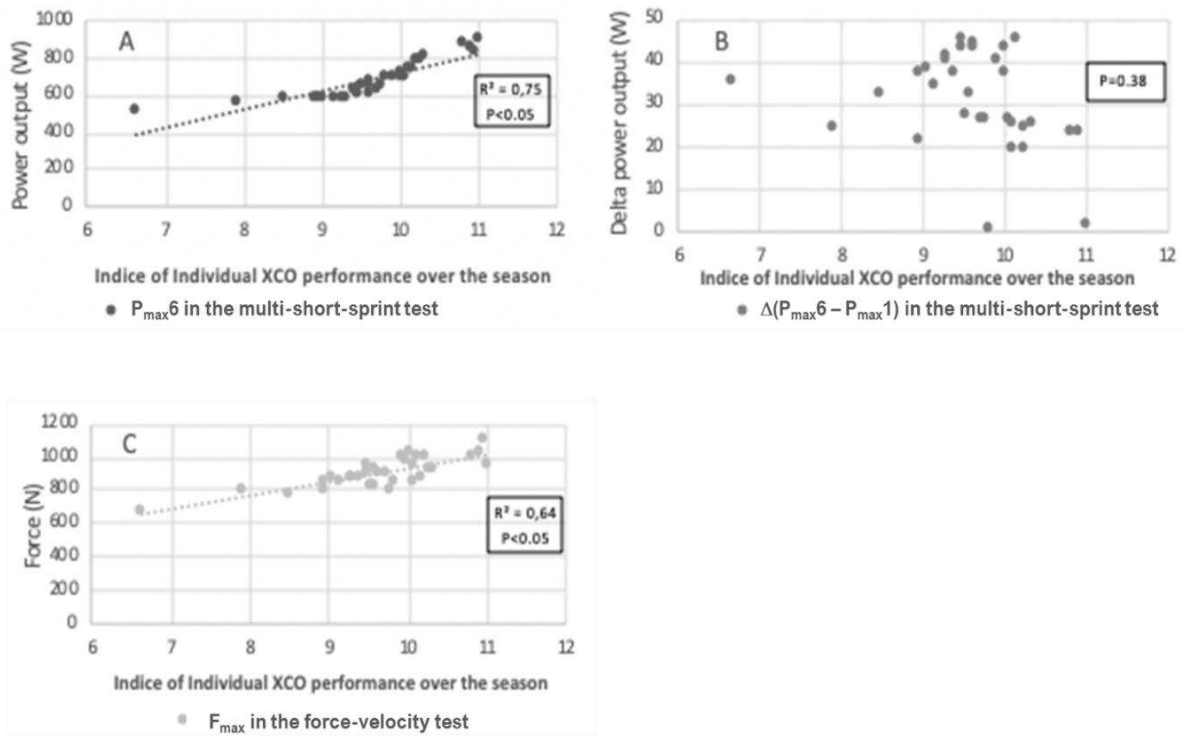 A
Power output (W)
1000
800
600
400
200
0
R² = 0,75
P<0.05
6 7 8 9 10 11 12
Indice of Individual XCO performance over the season
Pmax6 in the multi-short-sprint test
B
Delta power output (W)
50
40
30
20
10
0
P=0.38
6 7 8 9 10 11 12
Indice of Individual XCO performance over the season
Δ(Pmax6 – Pmax1) in the multi-short-sprint test
C
Force (N)
1200
1000
800
600
400
200
0
R² = 0,64
P<0.05
6 7 8 9 10 11 12
Indice of Individual XCO performance over the season
Fmax in the force-velocity test